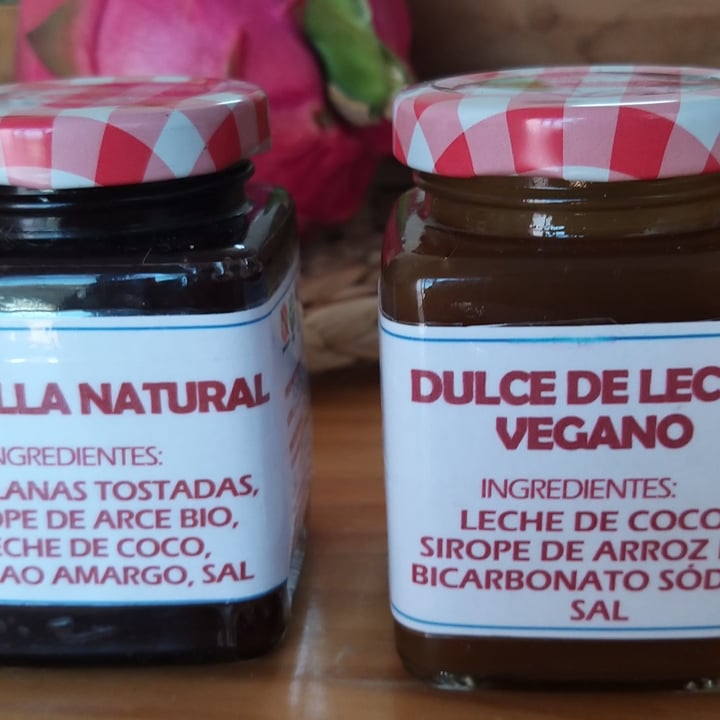 LLA NATURAL
NGREDIENTES:
LANAS TOSTADAS,
OPE DE ARCE BIO,
ECHE DE COCO,
AO AMARGO, SAL
DULCE DE LEC
VEGANO
INGREDIENTES:
LECHE DE COCO
SIROPE DE ARROZ
BICARBONATO SÓD
SAL